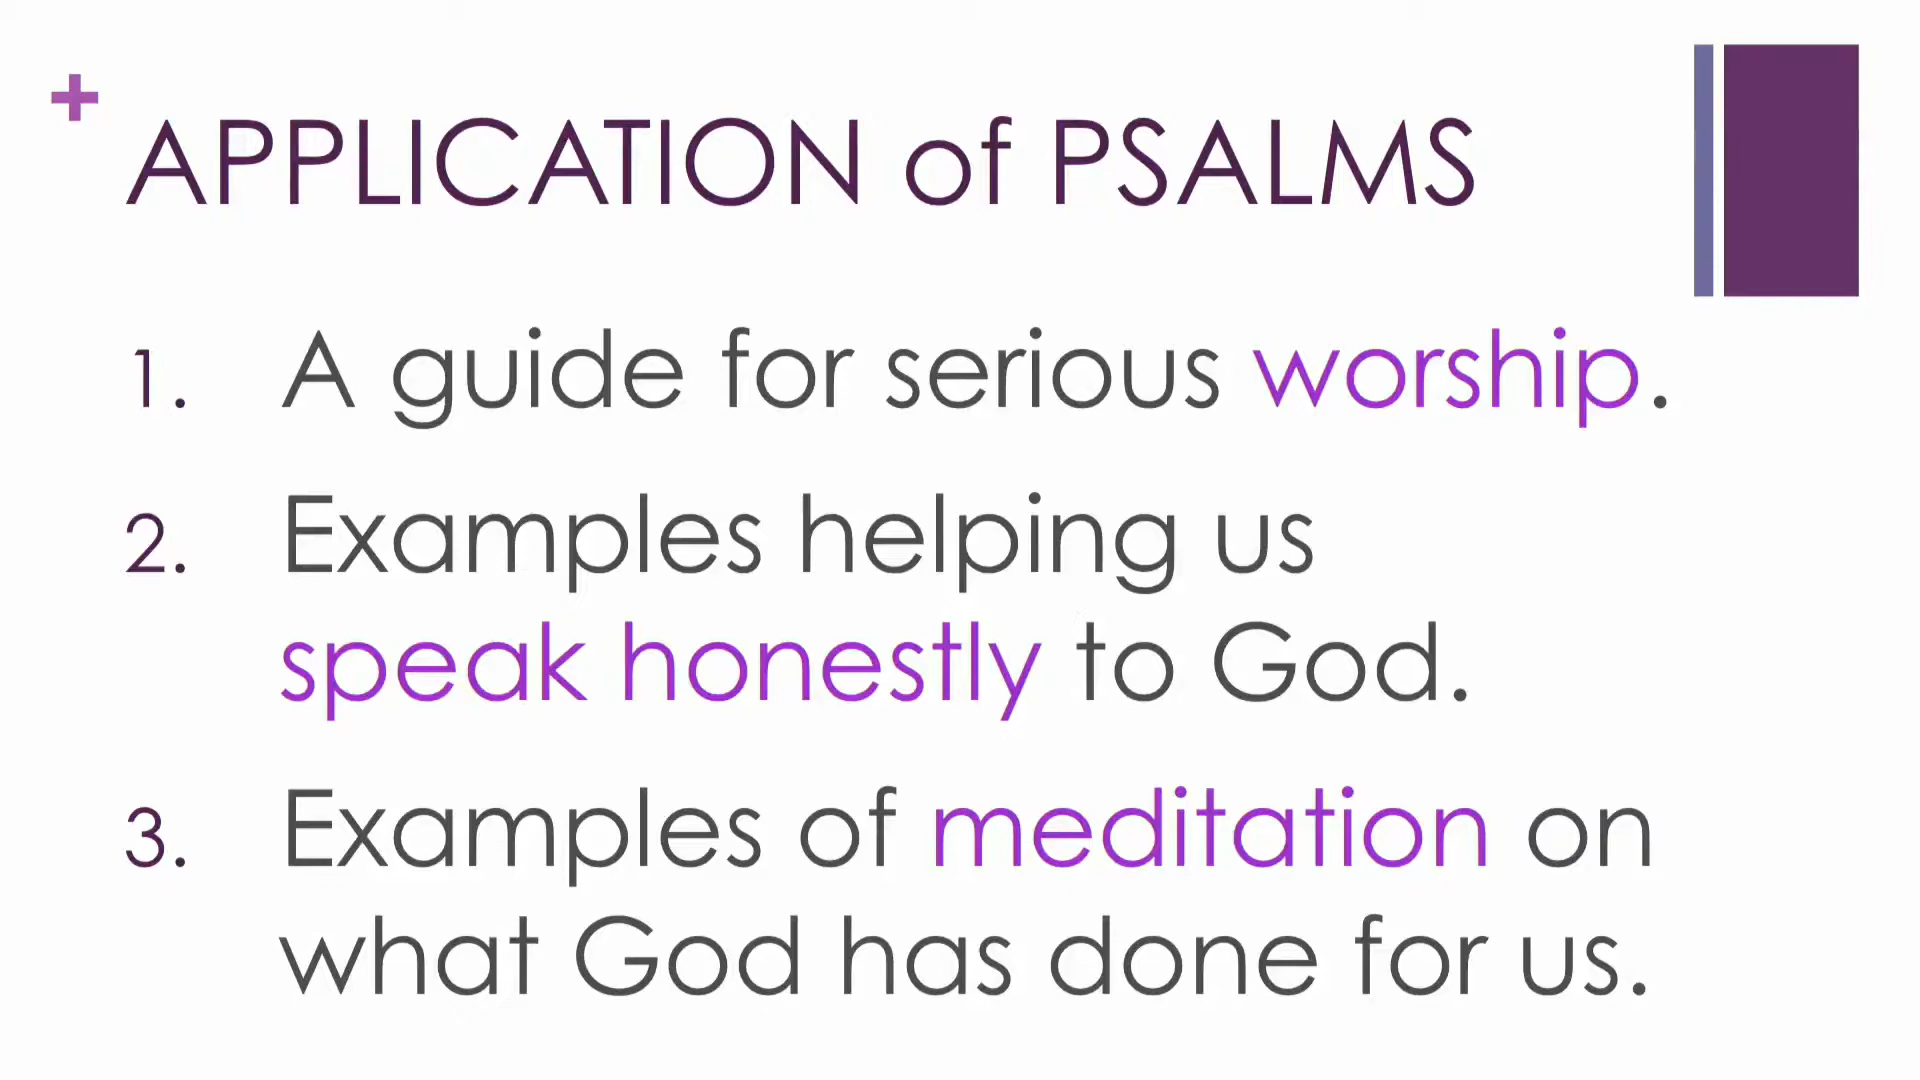 +
APPLICATION of PSALMS
1. A guide for serious worship.
2. Examples helping us
speak honestly to God.
3. Examples of meditation on
what God has done for us.